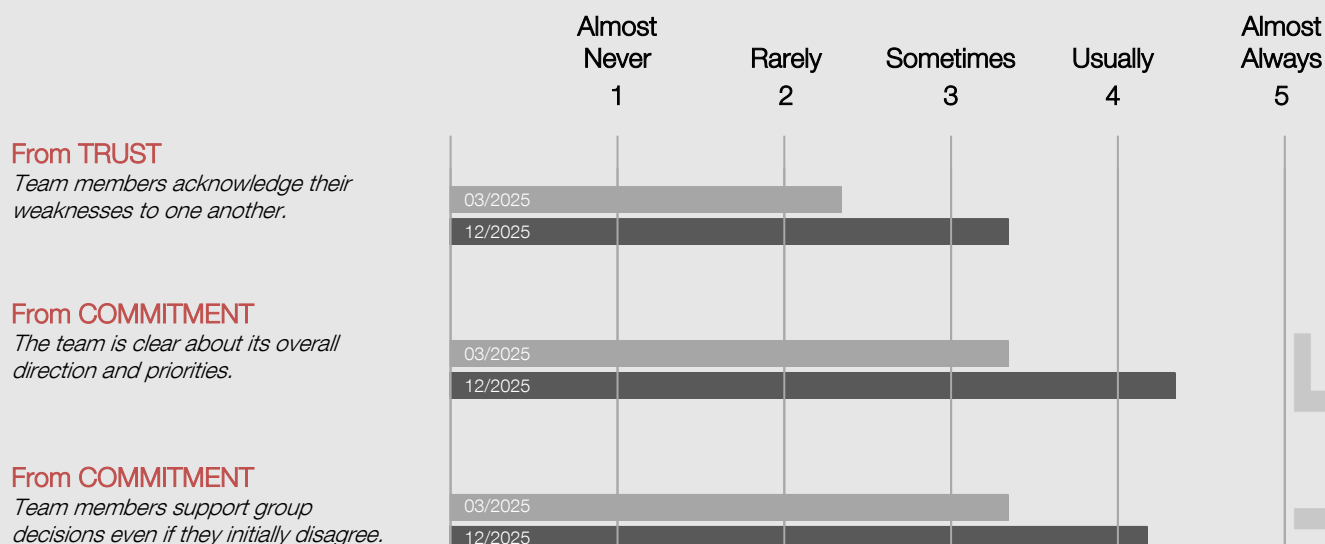 Almost
Never
1
Rarely
2
Sometimes
3
Usually
4
Almost
Always
5
From TRUST
Team members acknowledge their
weaknesses to one another.
03/2025
12/2025
From COMMITMENT
The team is clear about its overall
direction and priorities.
03/2025
12/2025
From COMMITMENT
Team members support group
decisions even if they initially disagree.
03/2025
12/2025